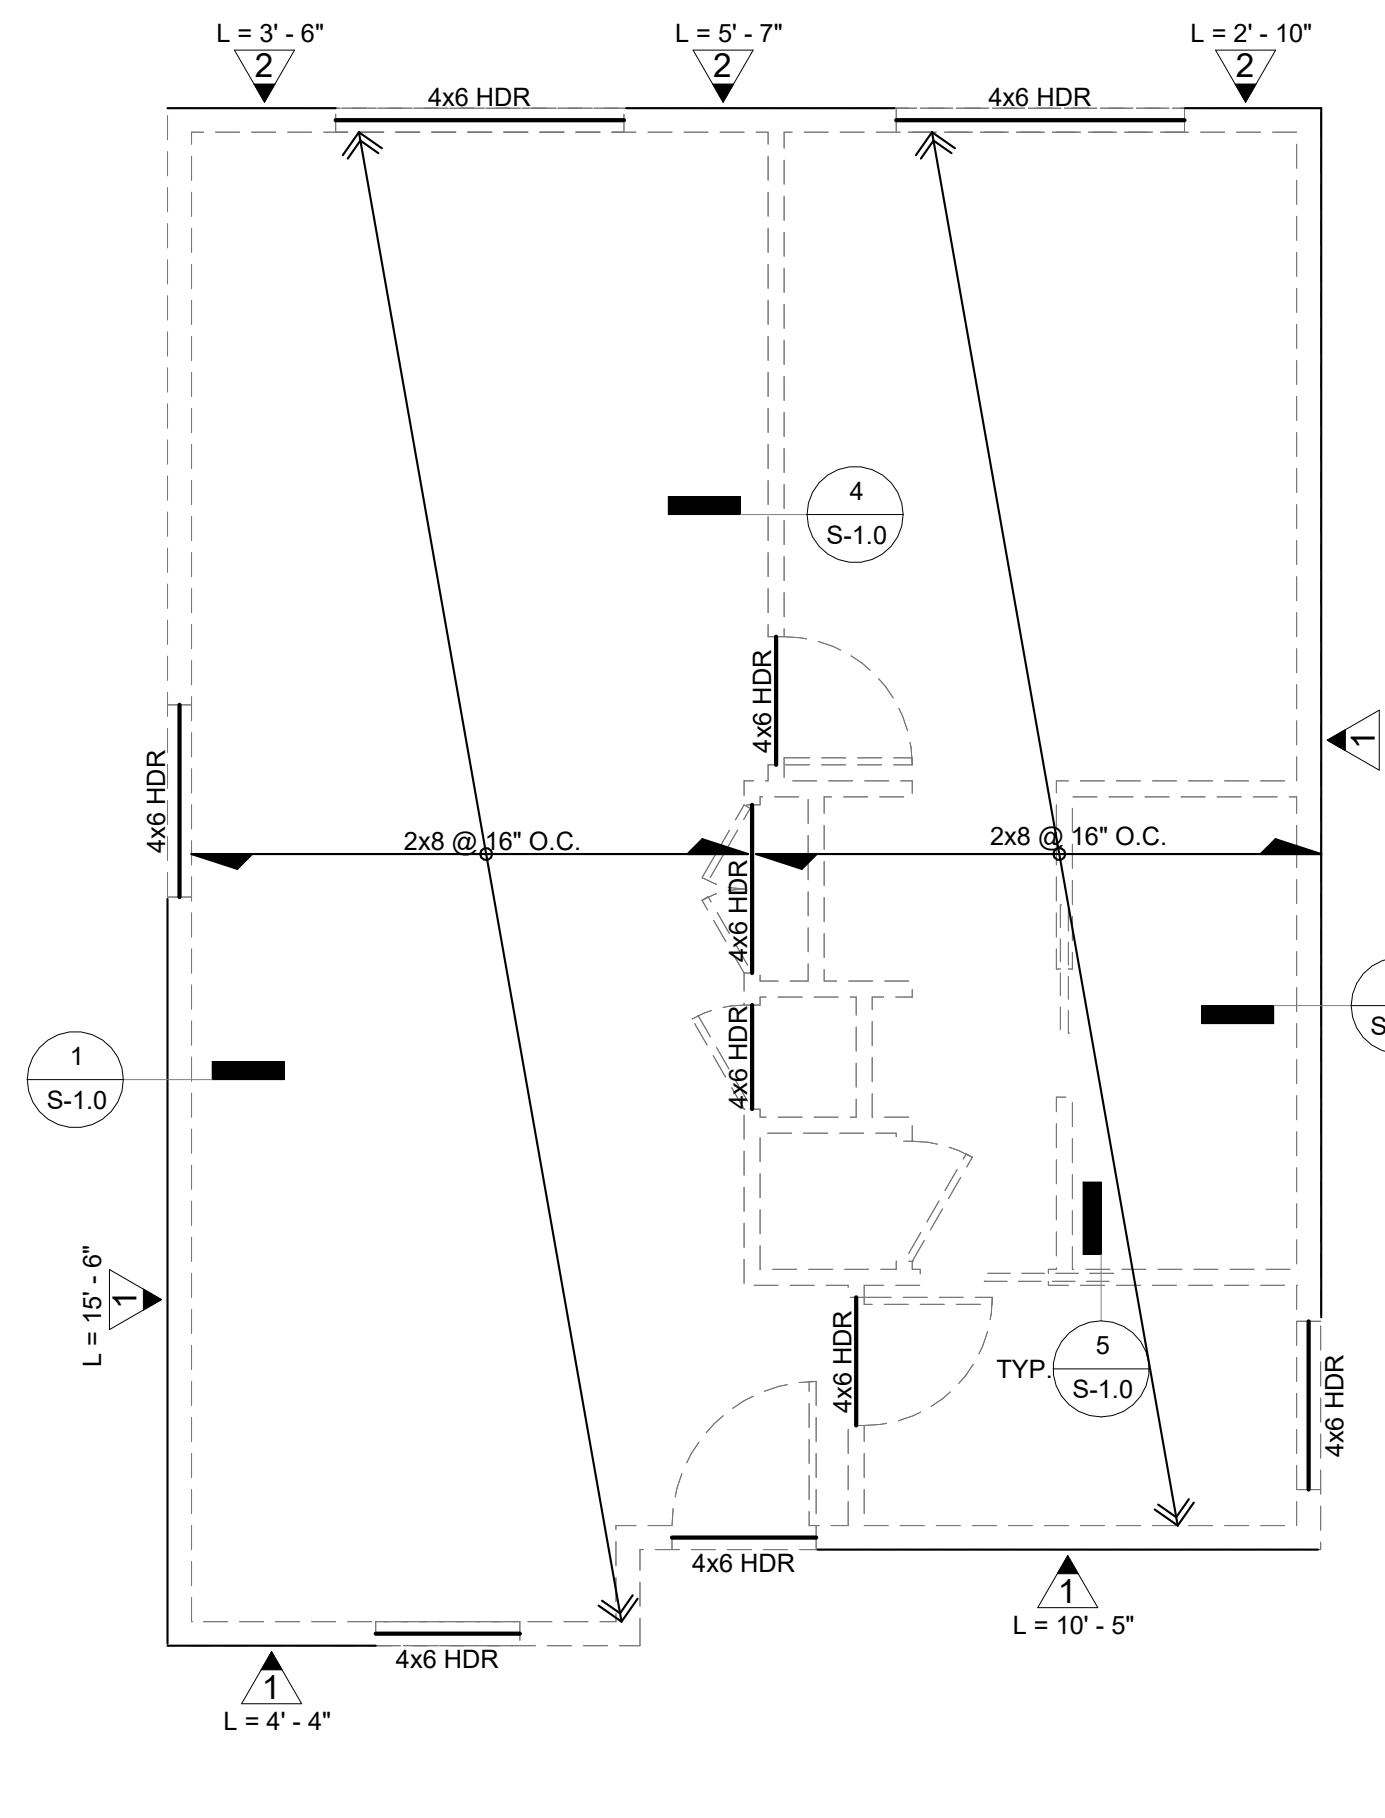 L = 3' - 6"
L = 5' - 7"
L = 2' - 10"
2
2
2
4x6 HDR
4x6 HDR
4
S-1.0
4x6 HDR
1
4x6 HDR
2x8 @ 16" O.C.
2x8 @ 16" O.C.
4x6 HDR
S
4x6 HDR
1
S-1.0
L = 15' - 6"
1
4x6 HDR
5
TYP.
S-1.0
4x6 HDR
4x6 HDR
1
L = 10' - 5"
4x6 HDR
1
L = 4' - 4"